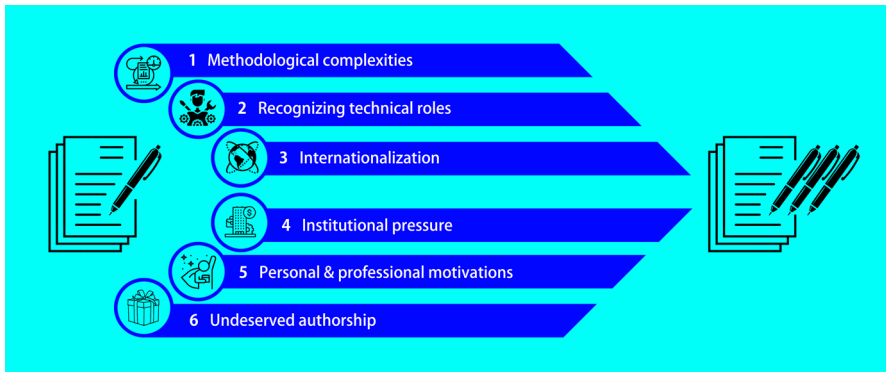 1 Methodological complexities
2 Recognizing technical roles
3 Internationalization
4 Institutional pressure
5 Personal & professional motivations
6 Undeserved authorship